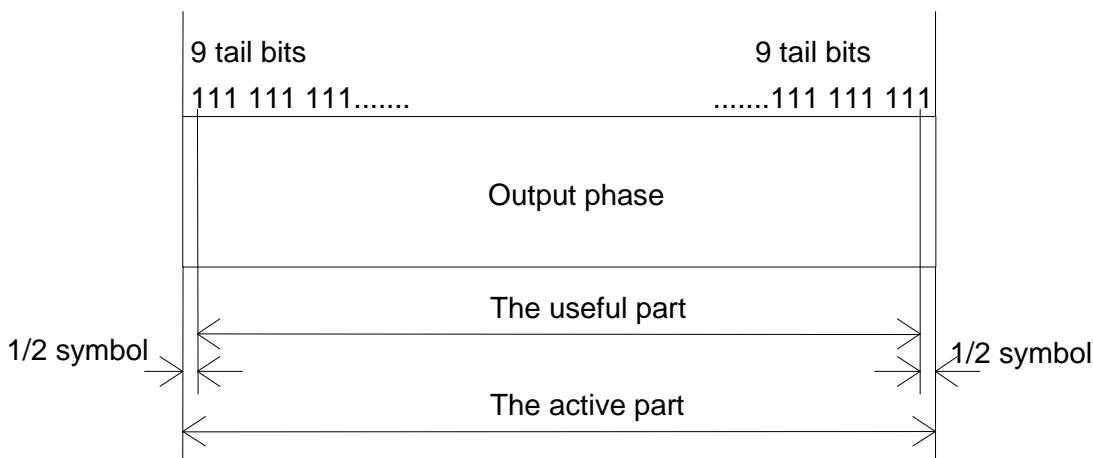 9 tail bits 9 tail bits
111 111 111....... .......111 111 111
Output phase
The useful part
1/2 symbol 1/2 symbol
The active part